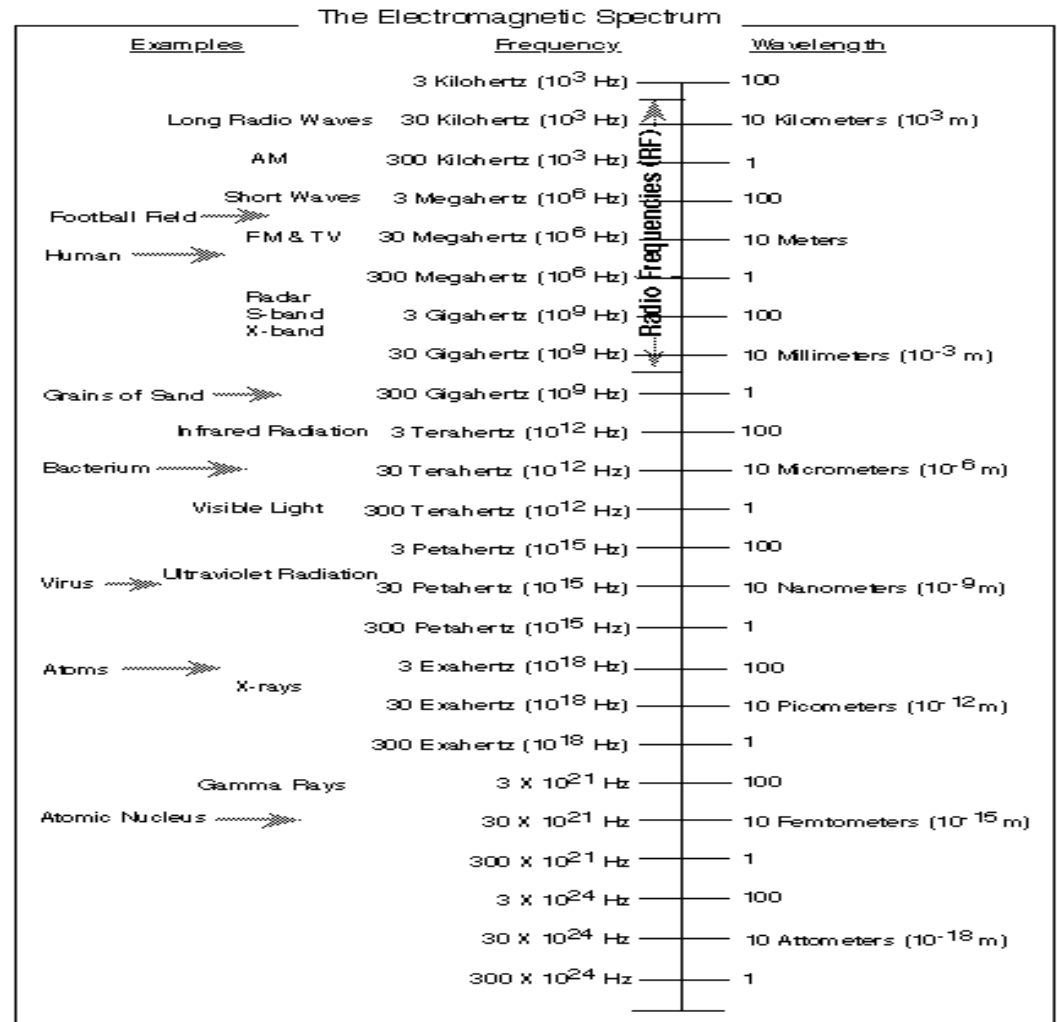 The Electromagnetic Spectrum
Examples Frequency Wavelength
3 Kilohertz (10³ Hz) 100
Long Radio Waves 30 Kilohertz (10³ Hz) 10 Kilometers (10³ m)
AM 300 Kilohertz (10³ Hz) 1
Short Waves 3 Megahertz (10⁶ Hz) 100
Football Field
FM & TV 30 Megahertz (10⁶ Hz) 10 Meters
Human
300 Megahertz (10⁶ Hz) 1
Radar
S-band 3 Gigahertz (10⁹ Hz) 100
X-band
30 Gigahertz (10⁹ Hz) 10 Millimeters (10⁻³ m)
Radio Frequencies (RF)
Grains of Sand 300 Gigahertz (10⁹ Hz) 1
Infrared Radiation 3 Terahertz (10¹² Hz) 100
Bacterium 30 Terahertz (10¹² Hz) 10 Micrometers (10⁻⁶ m)
Visible Light 300 Terahertz (10¹² Hz) 1
3 Petahertz (10¹⁵ Hz) 100
Ultraviolet Radiation
Virus 30 Petahertz (10¹⁵ Hz) 10 Nanometers (10⁻⁹ m)
300 Petahertz (10¹⁵ Hz) 1
Atoms 3 Exahertz (10¹⁸ Hz) 100
X-rays
30 Exahertz (10¹⁸ Hz) 10 Picometers (10⁻¹² m)
300 Exahertz (10¹⁸ Hz) 1
Gamma Rays 3 X 10²¹ Hz 100
Atomic Nucleus 30 X 10²¹ Hz 10 Femtometers (10⁻¹⁵ m)
300 X 10²¹ Hz 1
3 X 10²⁴ Hz 100
30 X 10²⁴ Hz 10 Attometers (10⁻¹⁸ m)
300 X 10²⁴ Hz 1